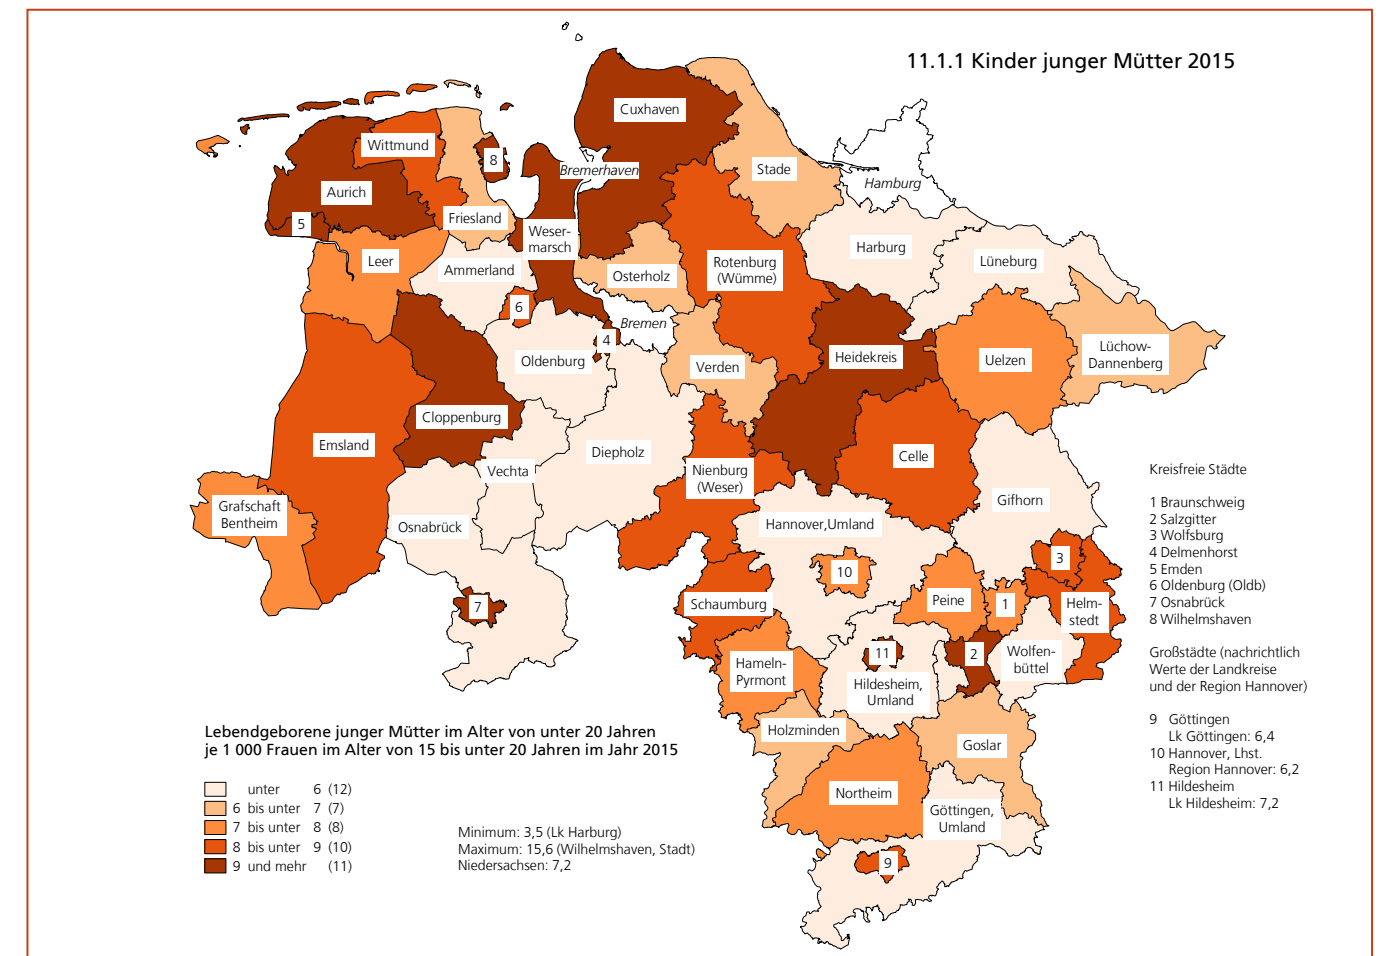 11.1.1 Kinder junger Mütter 2015
Cuxhaven
Wittmund
8
Bremerhaven
Stade
Hamburg
Aurich
5
Friesland
Weser-
marsch
Harburg
Leer
Ammerland
Osterholz
Rotenburg
(Wümme)
Lüneburg
6
Bremen
4
Oldenburg
Verden
Heidekreis
Uelzen
Lüchow-
Dannenberg
Cloppenburg
Emsland
Diepholz
Celle
Vechta
Nienburg
(Weser)
Gifhorn
Grafschaft
Bentheim
Osnabrück
Hannover,Umland
3
10
7
Schaumburg
Peine
1
Helm-
stedt
11
2
Wolfen-
büttel
Hameln-
Pyrmont
Hildesheim,
Umland
Holzminden
Goslar
Northeim
Göttingen,
Umland
9
Kreisfreie Städte
1 Braunschweig
2 Salzgitter
3 Wolfsburg
4 Delmenhorst
5 Emden
6 Oldenburg (Oldb)
7 Osnabrück
8 Wilhelmshaven
Großstädte (nachrichtlich
Werte der Landkreise
und der Region Hannover)
9 Göttingen
Lk Göttingen: 6,4
10 Hannover, Lhst.
Region Hannover: 6,2
11 Hildesheim
Lk Hildesheim: 7,2
Lebendgeborene junger Mütter im Alter von unter 20 Jahren
je 1 000 Frauen im Alter von 15 bis unter 20 Jahren im Jahr 2015
unter 6 (12)
6 bis unter 7 (7)
7 bis unter 8 (8)
8 bis unter 9 (10)
9 und mehr (11)
Minimum: 3,5 (Lk Harburg)
Maximum: 15,6 (Wilhelmshaven, Stadt)
Niedersachsen: 7,2